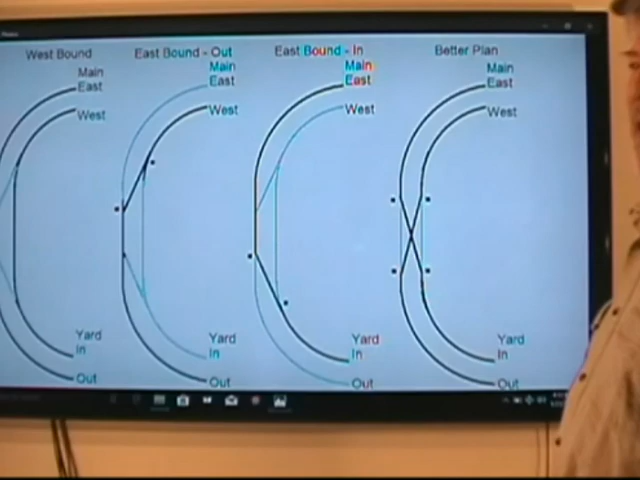 West Bound
Main
East
West
Yard
In
Out
East Bound - Out
Main
East
West
Yard
In
Out
East Bound - In
Main
East
West
Yard
In
Out
Better Plan
Main
East
West
Yard
In
Out